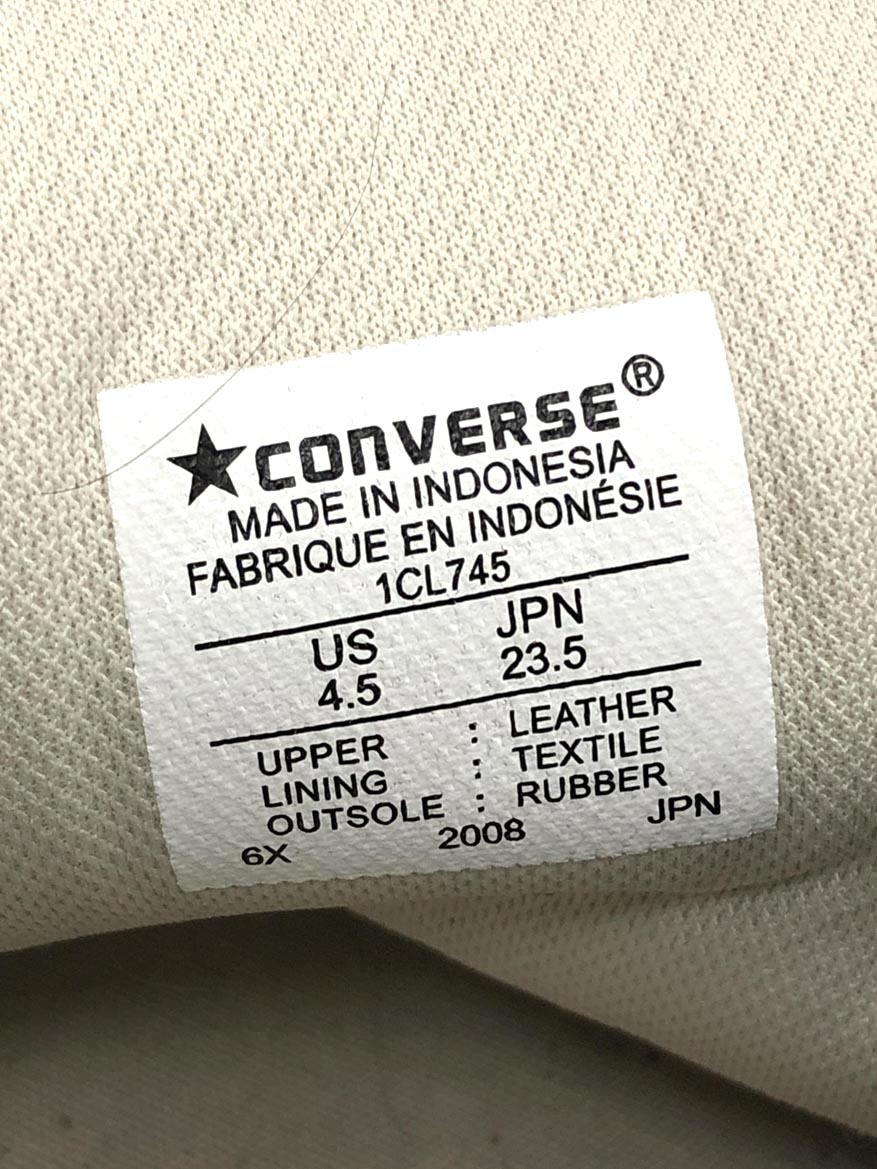 ★CONVERSE®
MADE IN INDONESIA
FABRIQUE EN INDONÉSIE
1CL745
US JPN
4.5 23.5
UPPER : LEATHER
LINING : TEXTILE
OUTSOLE : RUBBER
6X 2008 JPN